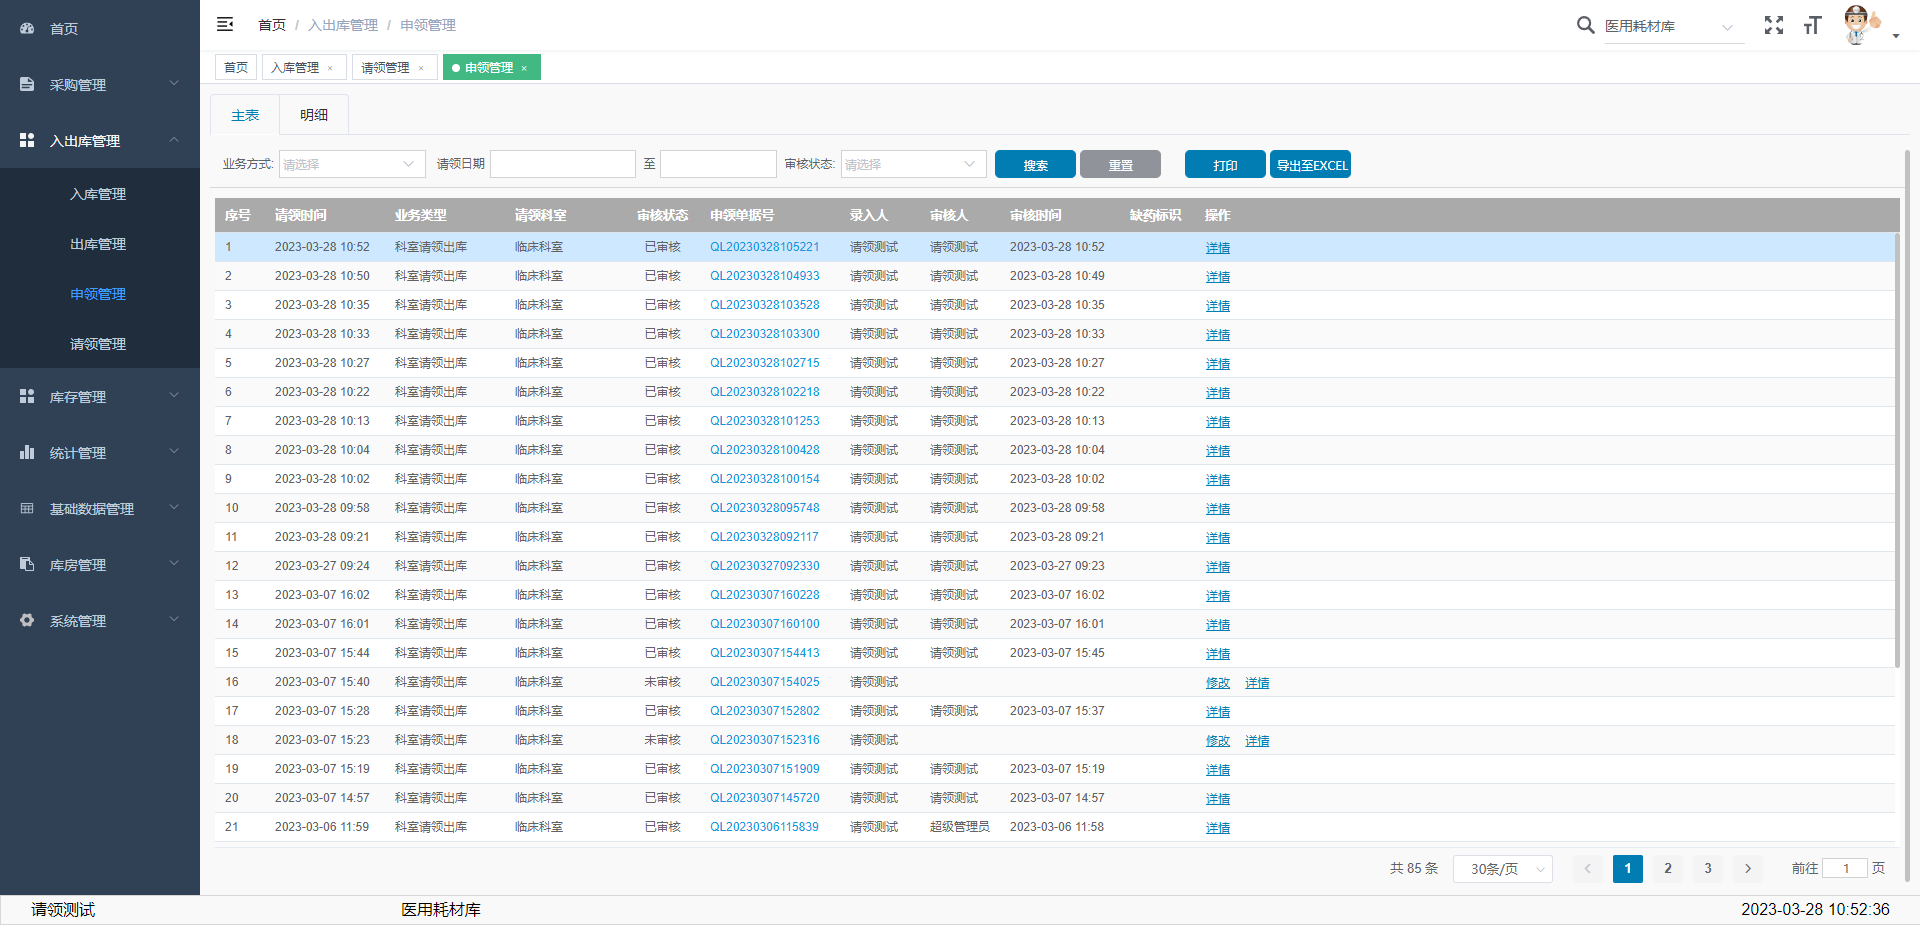 首页
采购管理
入出库管理
入库管理
出库管理
申领管理
请领管理
库存管理
统计管理
基础数据管理
库房管理
系统管理
首页 / 入出库管理 / 申领管理
医用耗材库
首页 入库管理 × 请领管理 × 申领管理 ×
主表 明细
业务方式: 请选择 请领日期 至 审核状态: 请选择 搜索 重置 打印 导出至EXCEL
序号 请领时间 业务类型 请领科室 审核状态 申领单据号 录入人 审核人 审核时间 缺药标识 操作
1 2023-03-28 10:52 科室请领出库 临床科室 已审核 QL20230328105221 请领测试 请领测试 2023-03-28 10:52 详情
2 2023-03-28 10:50 科室请领出库 临床科室 已审核 QL20230328104933 请领测试 请领测试 2023-03-28 10:49 详情
3 2023-03-28 10:35 科室请领出库 临床科室 已审核 QL20230328103528 请领测试 请领测试 2023-03-28 10:35 详情
4 2023-03-28 10:33 科室请领出库 临床科室 已审核 QL20230328103300 请领测试 请领测试 2023-03-28 10:33 详情
5 2023-03-28 10:27 科室请领出库 临床科室 已审核 QL20230328102715 请领测试 请领测试 2023-03-28 10:27 详情
6 2023-03-28 10:22 科室请领出库 临床科室 已审核 QL20230328102218 请领测试 请领测试 2023-03-28 10:22 详情
7 2023-03-28 10:13 科室请领出库 临床科室 已审核 QL20230328101253 请领测试 请领测试 2023-03-28 10:13 详情
8 2023-03-28 10:04 科室请领出库 临床科室 已审核 QL20230328100428 请领测试 请领测试 2023-03-28 10:04 详情
9 2023-03-28 10:02 科室请领出库 临床科室 已审核 QL20230328100154 请领测试 请领测试 2023-03-28 10:02 详情
10 2023-03-28 09:58 科室请领出库 临床科室 已审核 QL20230328095748 请领测试 请领测试 2023-03-28 09:58 详情
11 2023-03-28 09:21 科室请领出库 临床科室 已审核 QL20230328092117 请领测试 请领测试 2023-03-28 09:21 详情
12 2023-03-27 09:24 科室请领出库 临床科室 已审核 QL20230327092330 请领测试 请领测试 2023-03-27 09:23 详情
13 2023-03-07 16:02 科室请领出库 临床科室 已审核 QL20230307160228 请领测试 请领测试 2023-03-07 16:02 详情
14 2023-03-07 16:01 科室请领出库 临床科室 已审核 QL20230307160100 请领测试 请领测试 2023-03-07 16:01 详情
15 2023-03-07 15:44 科室请领出库 临床科室 已审核 QL20230307154413 请领测试 请领测试 2023-03-07 15:45 详情
16 2023-03-07 15:40 科室请领出库 临床科室 未审核 QL20230307154025 请领测试 修改 详情
17 2023-03-07 15:28 科室请领出库 临床科室 已审核 QL20230307152802 请领测试 请领测试 2023-03-07 15:37 详情
18 2023-03-07 15:23 科室请领出库 临床科室 未审核 QL20230307152316 请领测试 修改 详情
19 2023-03-07 15:19 科室请领出库 临床科室 已审核 QL20230307151909 请领测试 请领测试 2023-03-07 15:19 详情
20 2023-03-07 14:57 科室请领出库 临床科室 已审核 QL20230307145720 请领测试 请领测试 2023-03-07 14:57 详情
21 2023-03-06 11:59 科室请领出库 临床科室 已审核 QL20230306115839 请领测试 超级管理员 2023-03-06 11:58 详情
共 85 条 30条/页 1 2 3 前往 1 页
请领测试 医用耗材库 2023-03-28 10:52:36